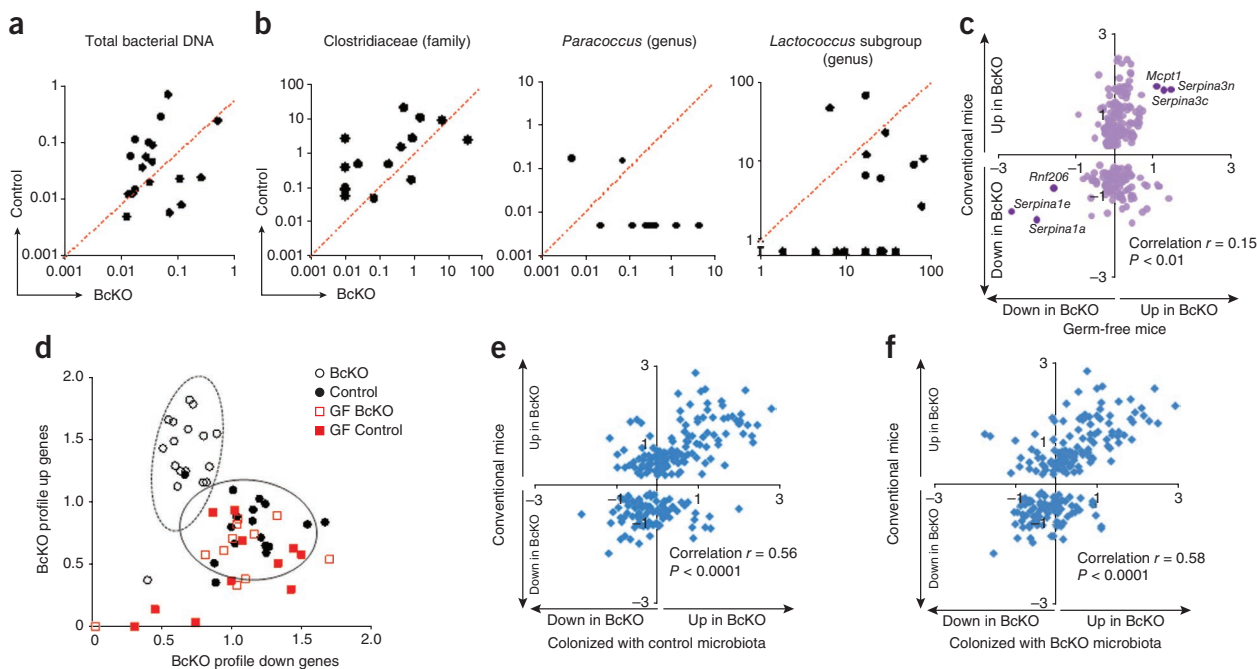 a
Total bacterial DNA
Control
1
0.1
0.01
0.001
0.001
0.01
0.1
1
BcKO
b
Clostridiaceae (family)
100
10
1
0.1
0.01
0.001
0.001
0.01
0.1
1
10
100
BcKO
Paracoccus (genus)
10
1
0.1
0.01
0.001
0.001
0.01
0.1
1
10
Lactococcus subgroup
(genus)
100
10
1
1
10
100
c
Conventional mice
Down in BcKO
Up in BcKO
3
1
−1
−3
−3
−1
1
3
Mcpt1
Serpina3n
Serpina3c
Rnf206
Serpina1e
Serpina1a
Correlation r = 0.15
P < 0.01
Down in BcKO
Up in BcKO
Germ-free mice
d
BcKO profile up genes
2.0
1.5
1.0
0.5
0
0
0.5
1.0
1.5
2.0
BcKO profile down genes
BcKO
Control
GF BcKO
GF Control
e
Conventional mice
Down in BcKO
Up in BcKO
3
1
−1
−3
−3
−1
1
3
Correlation r = 0.56
P < 0.0001
Down in BcKO
Up in BcKO
Colonized with control microbiota
f
Conventional mice
Down in BcKO
Up in BcKO
3
1
−1
−3
−3
−1
1
3
Correlation r = 0.58
P < 0.0001
Down in BcKO
Up in BcKO
Colonized with BcKO microbiota